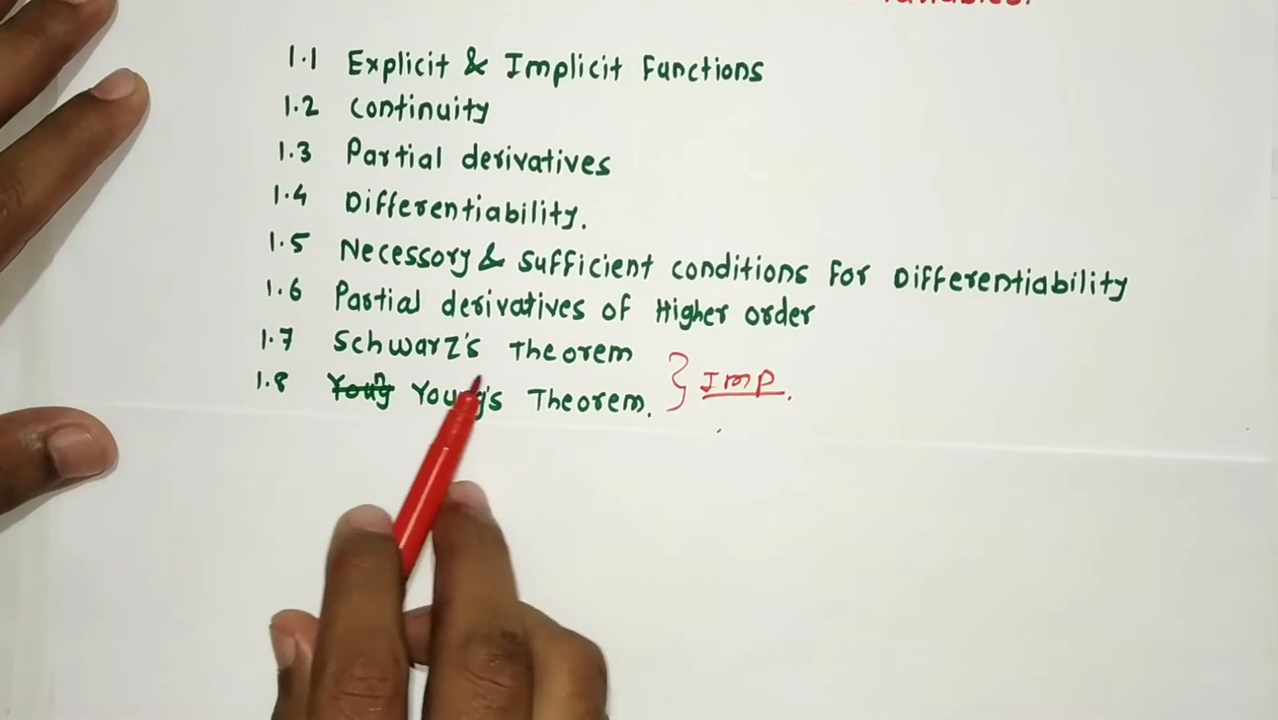 Variables.
1.1 Explicit & Implicit Functions
1.2 Continuity
1.3 Partial derivatives
1.4 Differentiability.
1.5 Necessory & Sufficient conditions For Differentiability
1.6 Partial derivatives of Higher order
1.7 Schwarz's Theorem
1.8 Young Young's Theorem. } Imp.